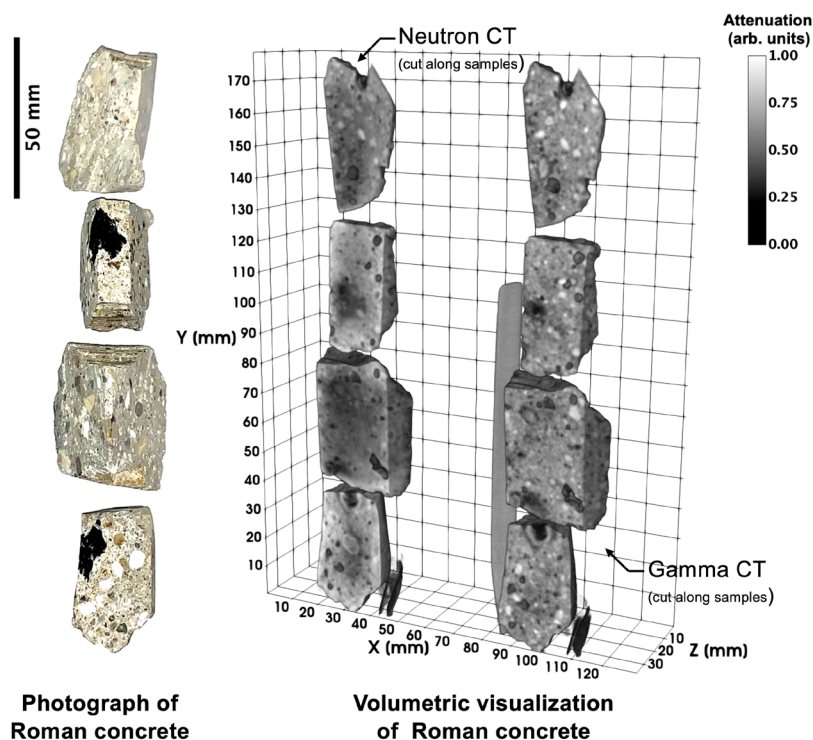 50 mm
Neutron CT
(cut along samples)
Attenuation
(arb. units)
1.00
0.75
0.50
0.25
0.00
170
160
150
140
130
120
110
100
90
80
70
60
50
40
30
20
10
Y (mm)
10 20 30 40 50 60 70 80 90 100 110 120
X (mm)
10
20
30
Z (mm)
Gamma CT
(cut along samples)
Photograph of
Roman concrete
Volumetric visualization
of Roman concrete